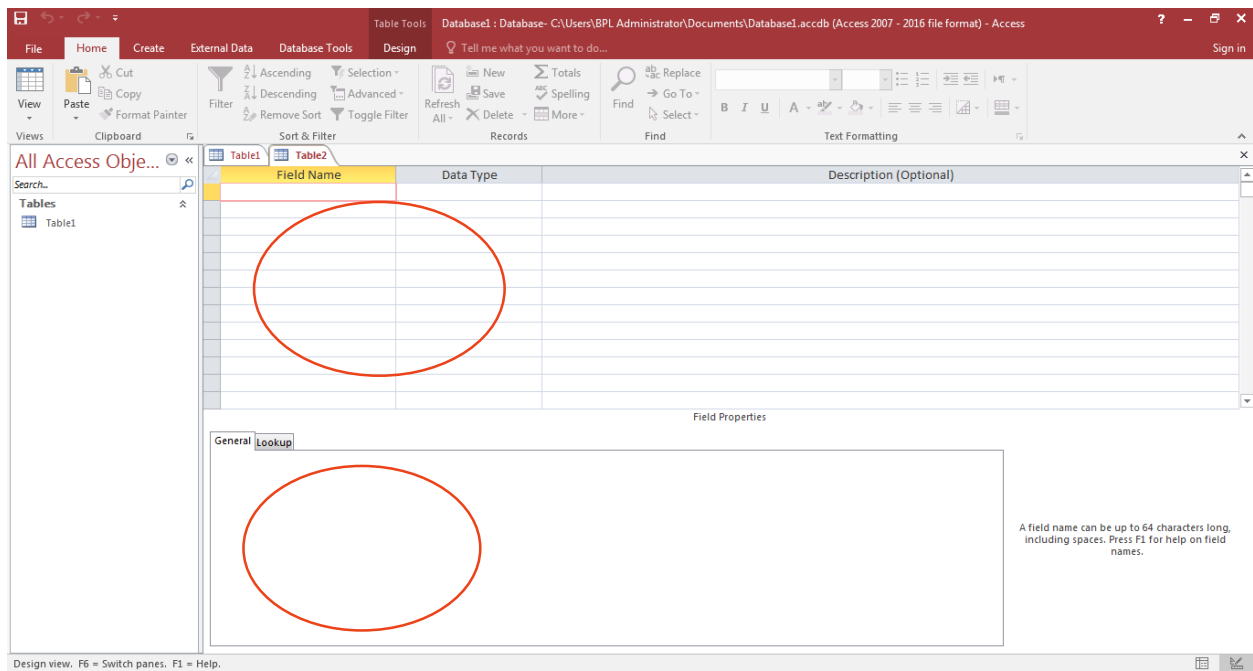 Table Tools Database1 : Database- C:\Users\BPL Administrator\Documents\Database1.accdb (Access 2007 - 2016 file format) - Access ?
File Home Create External Data Database Tools Design Tell me what you want to do... Sign in
View
Views
Paste
Cut
Copy
Format Painter
Clipboard
Filter
Ascending
Descending
Remove Sort
Selection
Advanced
Toggle Filter
Sort & Filter
Refresh
All
New
Save
Delete
Totals
Spelling
More
Records
Find
Replace
Go To
Select
Find
B I U A
Text Formatting
All Access Obje...
Search...
Tables
Table1
Table1 Table2
Field Name Data Type Description (Optional)
Field Properties
General Lookup
A field name can be up to 64 characters long,
including spaces. Press F1 for help on field
names.
Design view. F6 = Switch panes. F1 = Help.